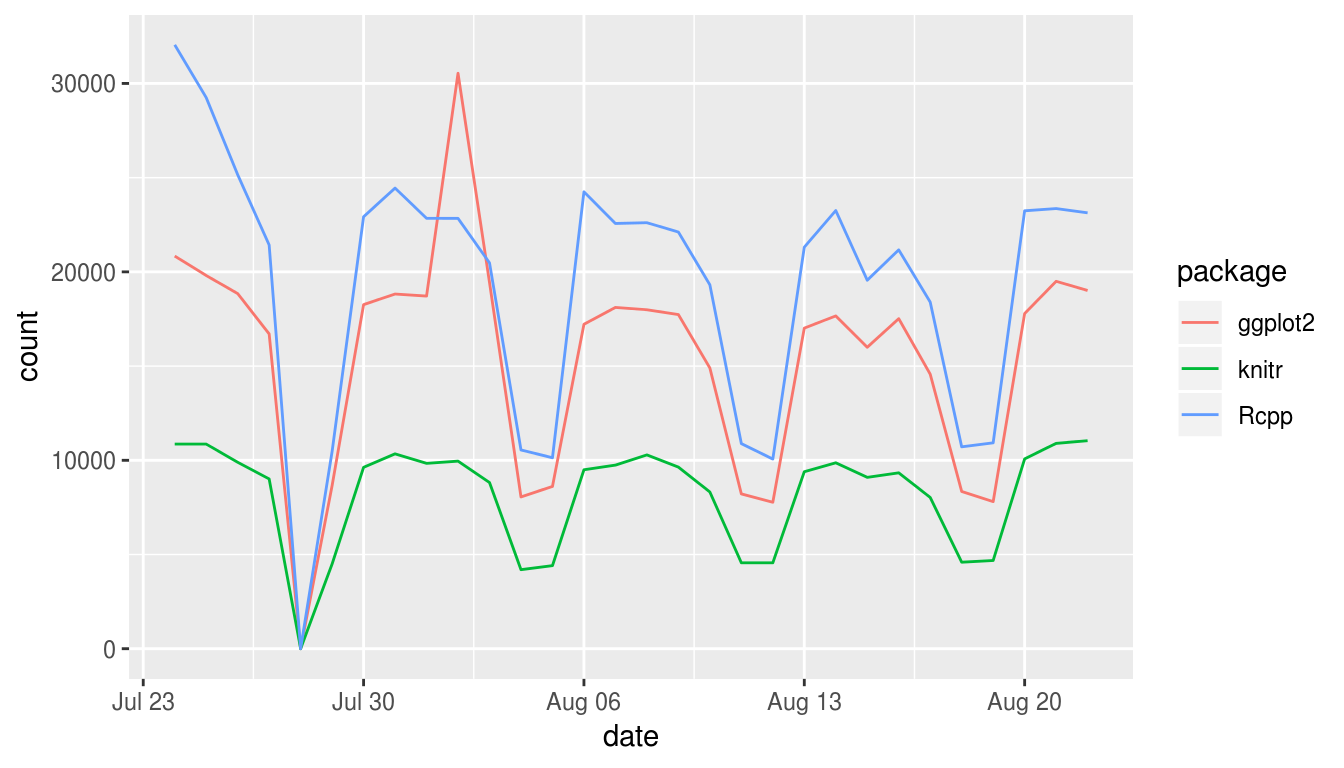 count
30000
20000
10000
0
Jul 23 Jul 30 Aug 06 Aug 13 Aug 20
date
package
ggplot2
knitr
Rcpp